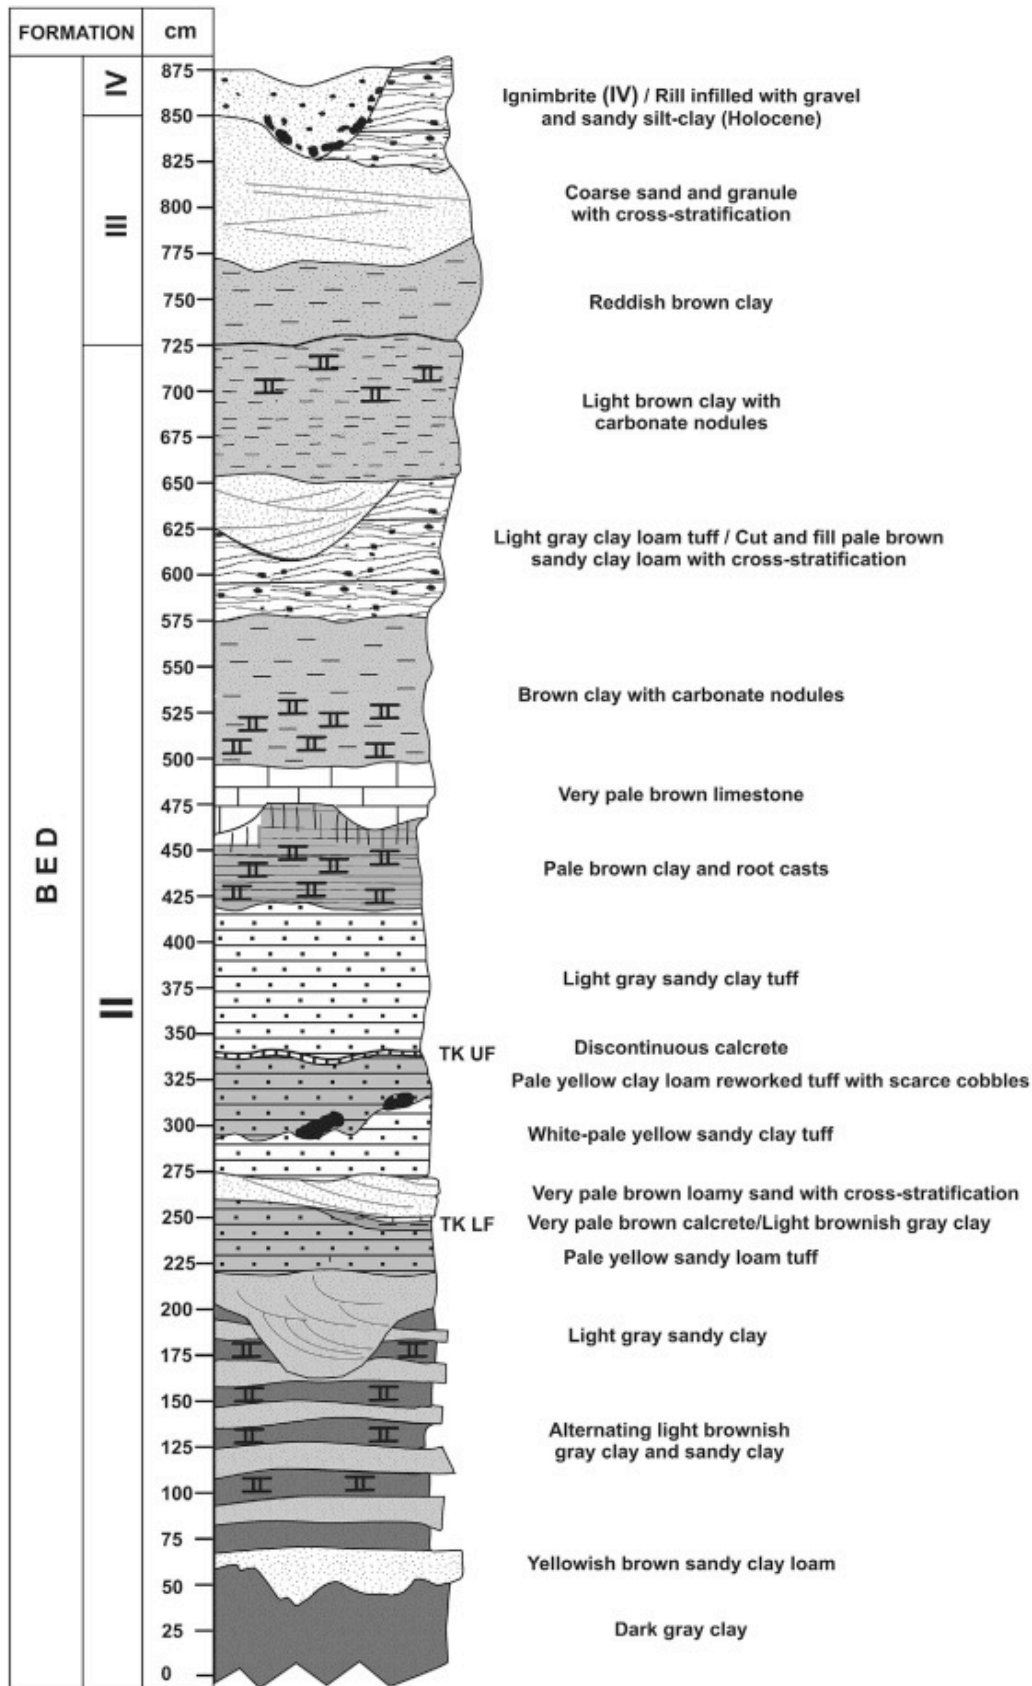 FORMATION cm
BED
IV
III
II
875
850
825
800
775
750
725
700
675
650
625
600
575
550
525
500
475
450
425
400
375
350
325
300
275
250
225
200
175
150
125
100
75
50
25
0
Ignimbrite (IV) / Rill infilled with gravel
and sandy silt-clay (Holocene)
Coarse sand and granule
with cross-stratification
Reddish brown clay
Light brown clay with
carbonate nodules
Light gray clay loam tuff / Cut and fill pale brown
sandy clay loam with cross-stratification
Brown clay with carbonate nodules
Very pale brown limestone
Pale brown clay and root casts
Light gray sandy clay tuff
TK UF Discontinuous calcrete
Pale yellow clay loam reworked tuff with scarce cobbles
White-pale yellow sandy clay tuff
Very pale brown loamy sand with cross-stratification
TK LF Very pale brown calcrete/Light brownish gray clay
Pale yellow sandy loam tuff
Light gray sandy clay
Alternating light brownish
gray clay and sandy clay
Yellowish brown sandy clay loam
Dark gray clay